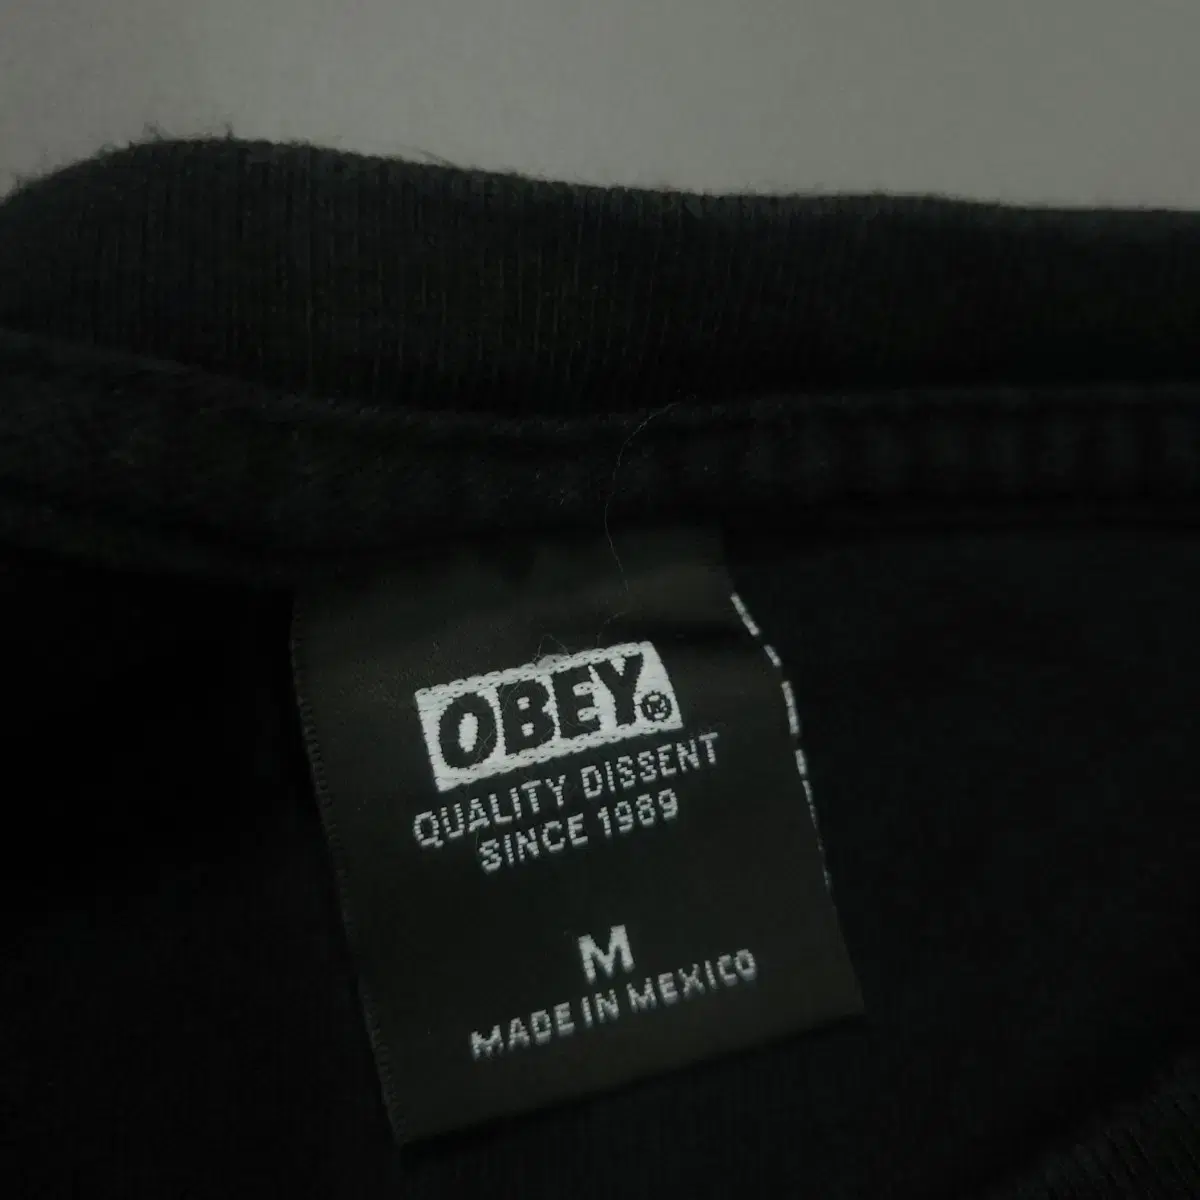 OBEY®
QUALITY DISSENT
SINCE 1989
M
MADE IN MEXICO